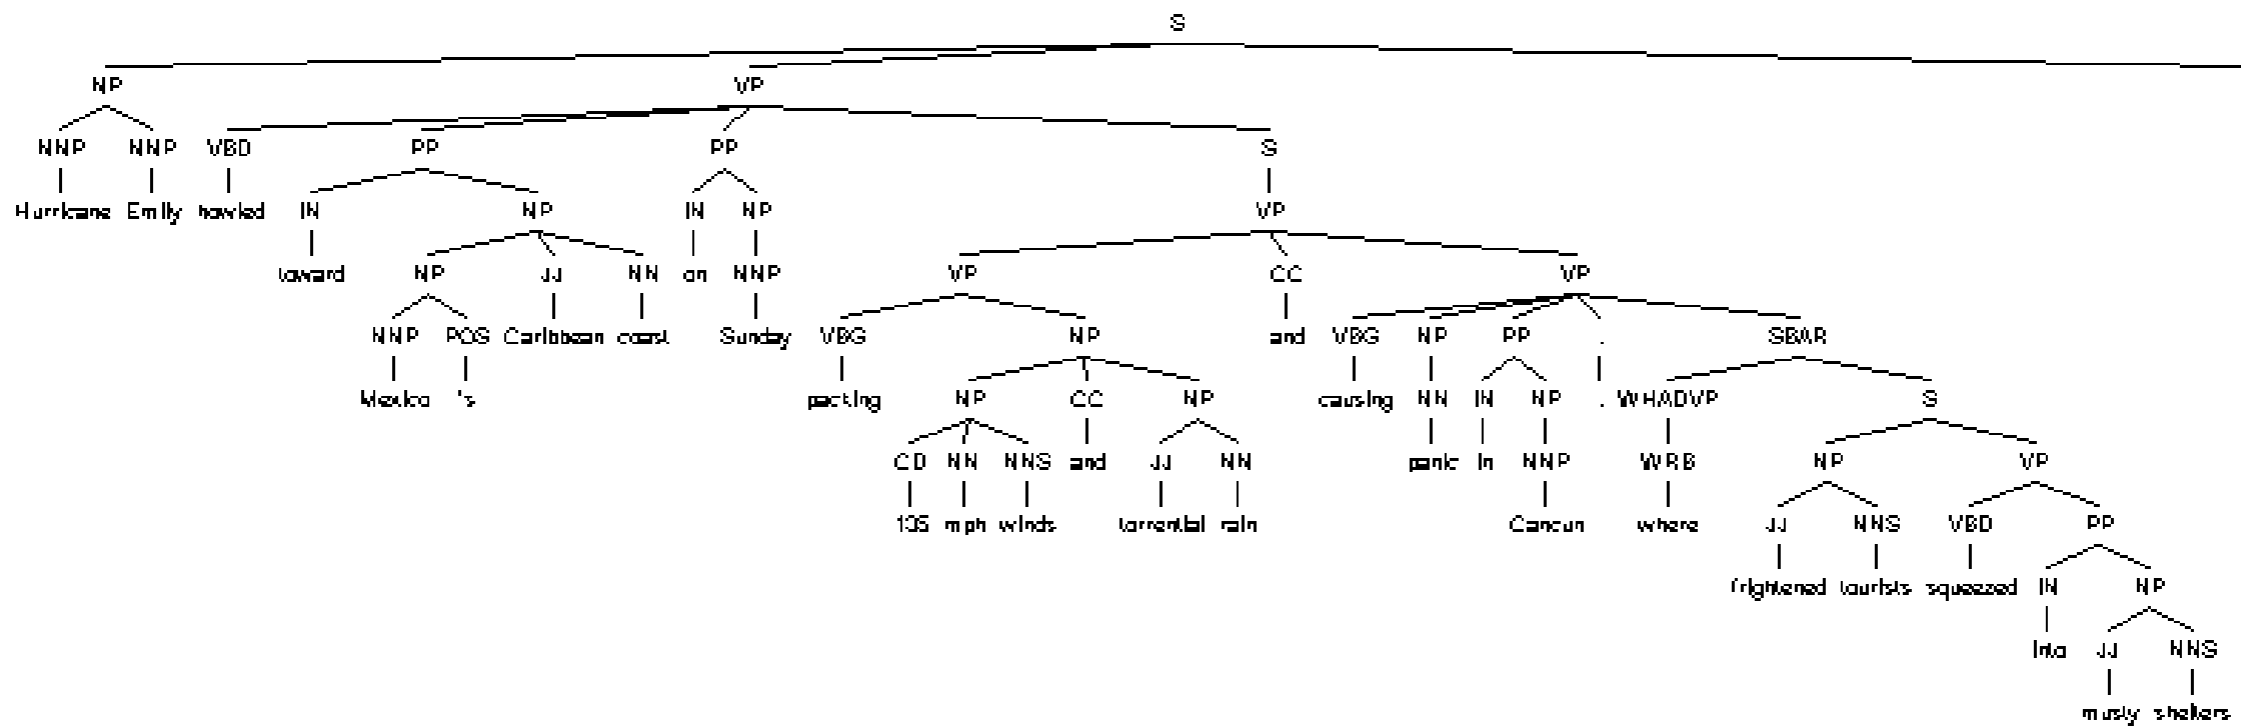 S
NP VP
NNP NNP VBD PP PP S
Hurricane Emily howled IN NP IN NP VP
toward NP JJ NN on NNP VP CC VP
NNP POS Caribbean coast Sunday VBG NP and VBG NP PP , SBAR
Mexico 's packing NP CC NP causing NN IN NP , WHADVP S
CD NN NNS and JJ NN panic in NNP WRB NP VP
135 mph winds torrential rain Cancun where JJ NNS VBD PP
frightened tourists squeezed IN NP
into JJ NNS
musty shelters